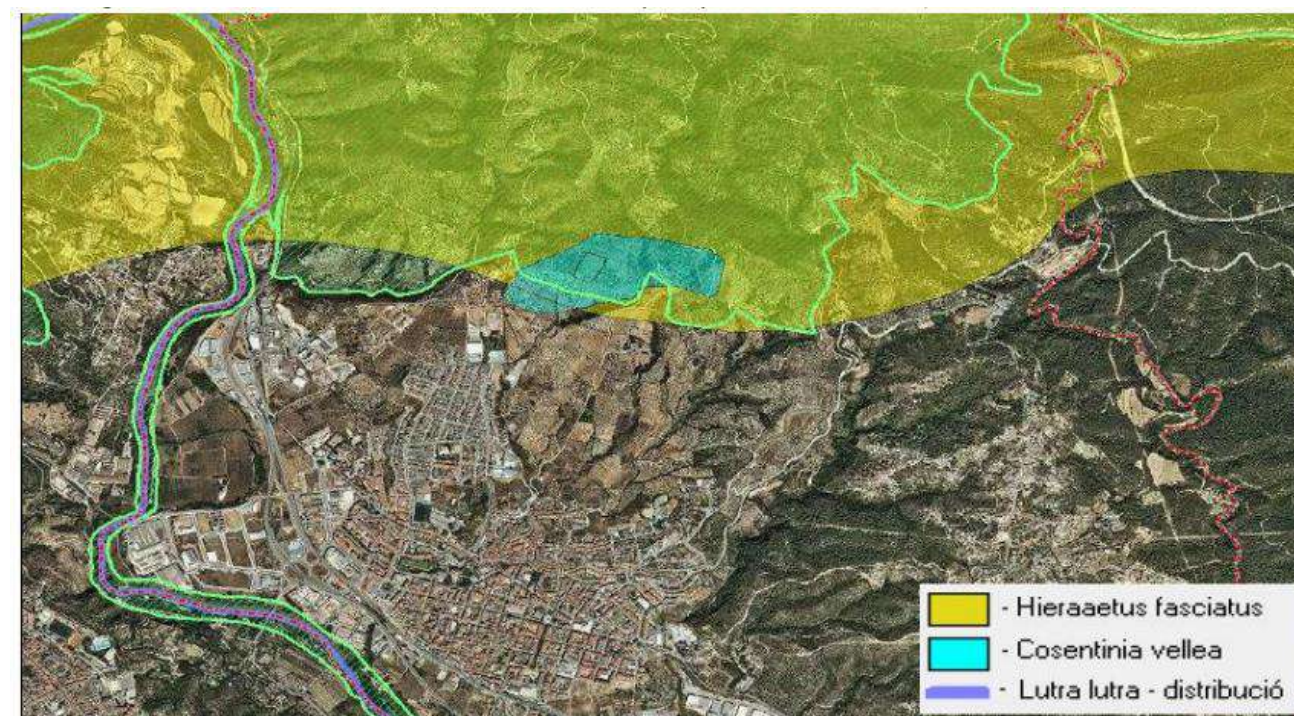 - Hieraaetus fasciatus
- Cosentinia vellea
- Lutra lutra - distribució